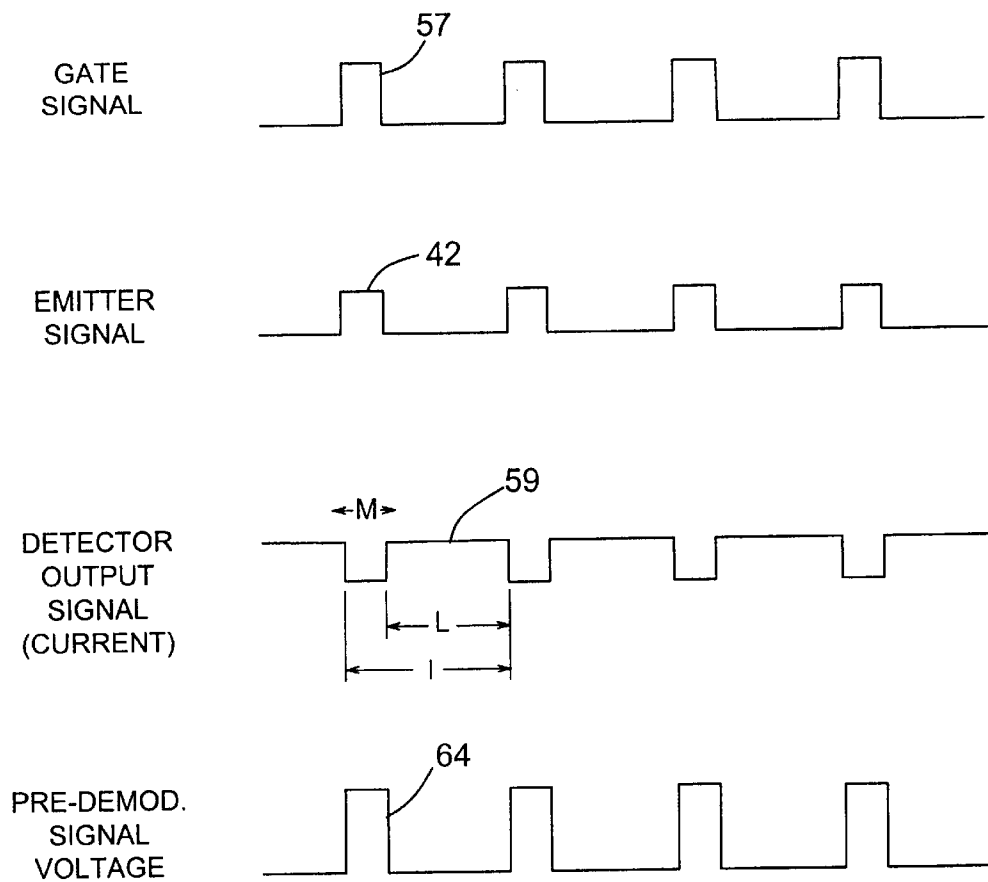 57
GATE
SIGNAL
42
EMITTER
SIGNAL
59
M
DETECTOR
OUTPUT
SIGNAL
(CURRENT)
L
I
64
PRE-DEMOD.
SIGNAL
VOLTAGE